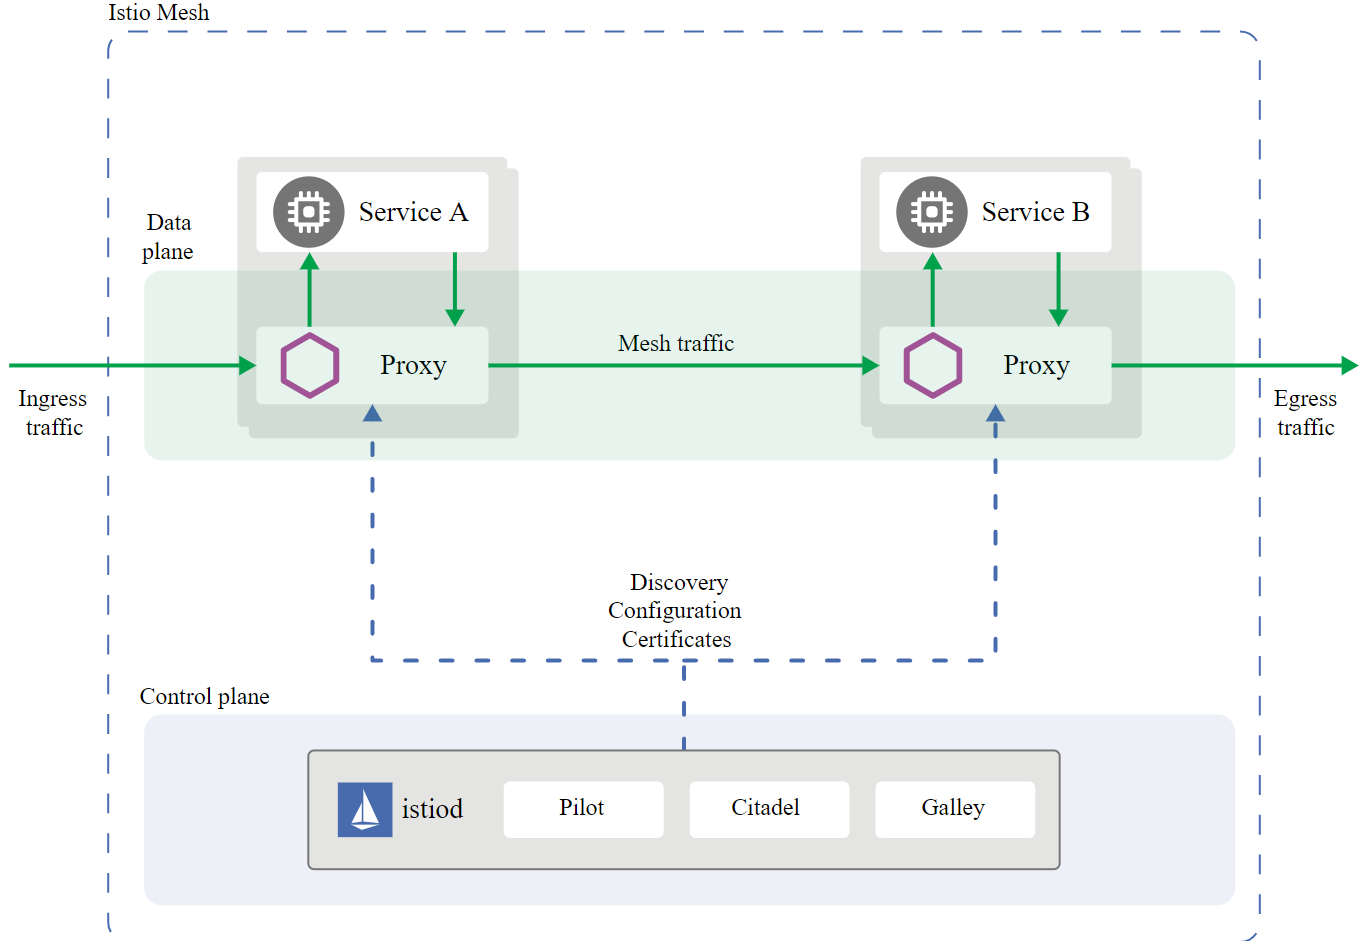 Istio Mesh
Data
plane
Service A
Service B
Proxy
Mesh traffic
Proxy
Ingress
traffic
Egress
traffic
Discovery
Configuration
Certificates
Control plane
istiod
Pilot
Citadel
Galley